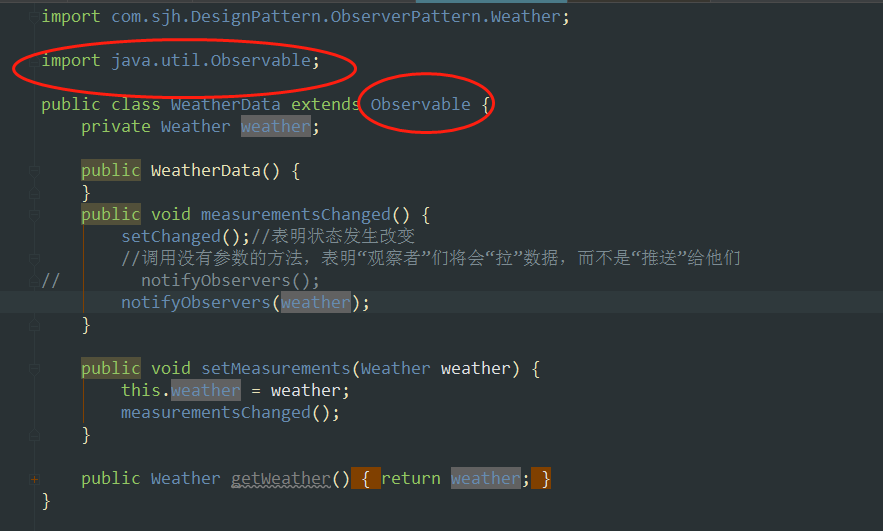 import com.sjh.DesignPattern.ObserverPattern.Weather;
import java.util.Observable;
public class WeatherData extends Observable {
private Weather weather;
public WeatherData() {
}
public void measurementsChanged() {
setChanged();//表明状态发生改变
//调用没有参数的方法，表明“观察者”们将会“拉”数据，而不是“推送”给他们
// notifyObservers();
notifyObservers(weather);
}
public void setMeasurements(Weather weather) {
this.weather = weather;
measurementsChanged();
}
public Weather getWeather() { return weather; }
}